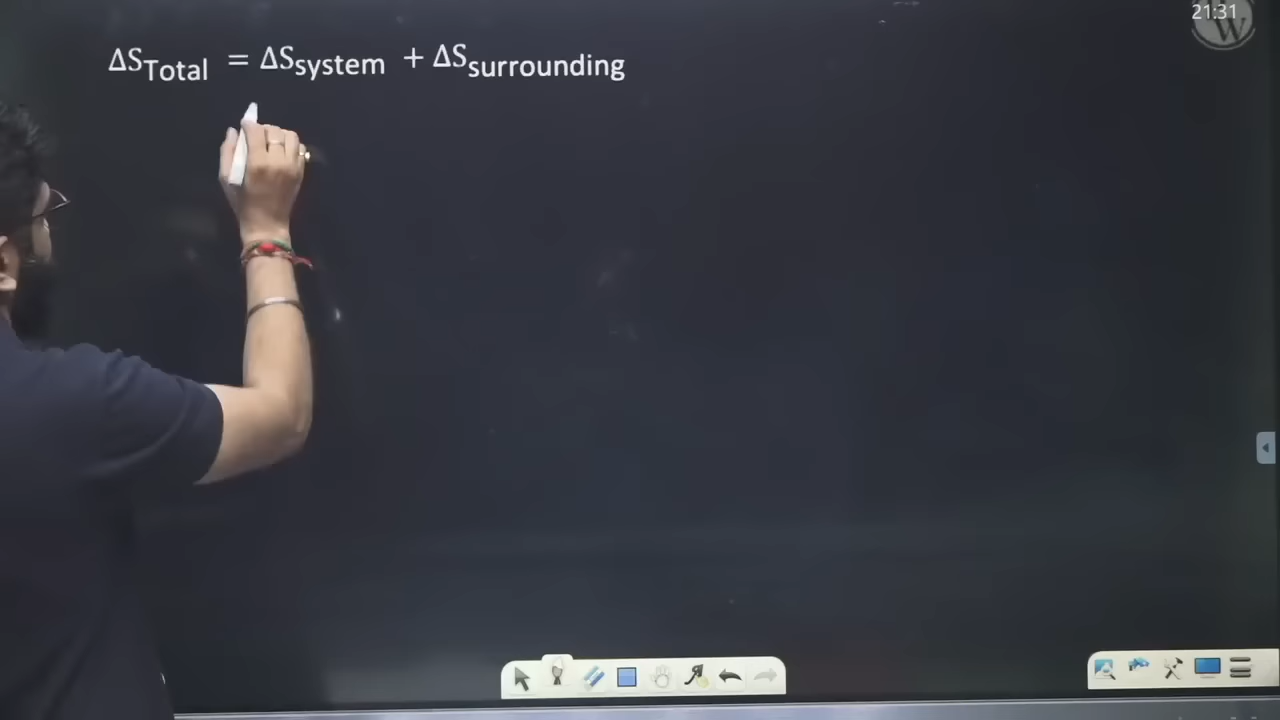 21:31
W
ΔS_Total = ΔS_system + ΔS_surrounding